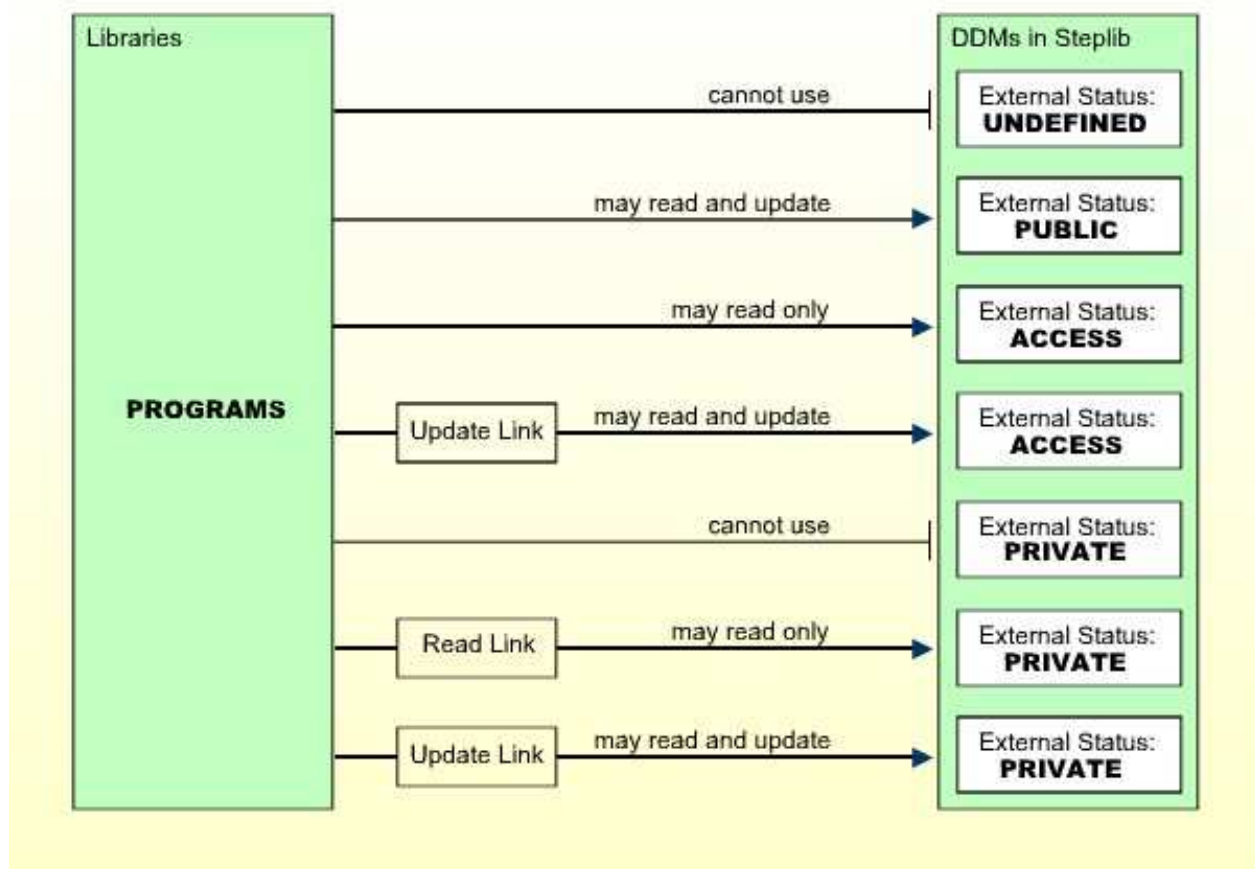 Libraries
DDMs in Steplib
cannot use
External Status:
UNDEFINED
may read and update
External Status:
PUBLIC
may read only
External Status:
ACCESS
PROGRAMS
Update Link
may read and update
External Status:
ACCESS
cannot use
External Status:
PRIVATE
Read Link
may read only
External Status:
PRIVATE
Update Link
may read and update
External Status:
PRIVATE